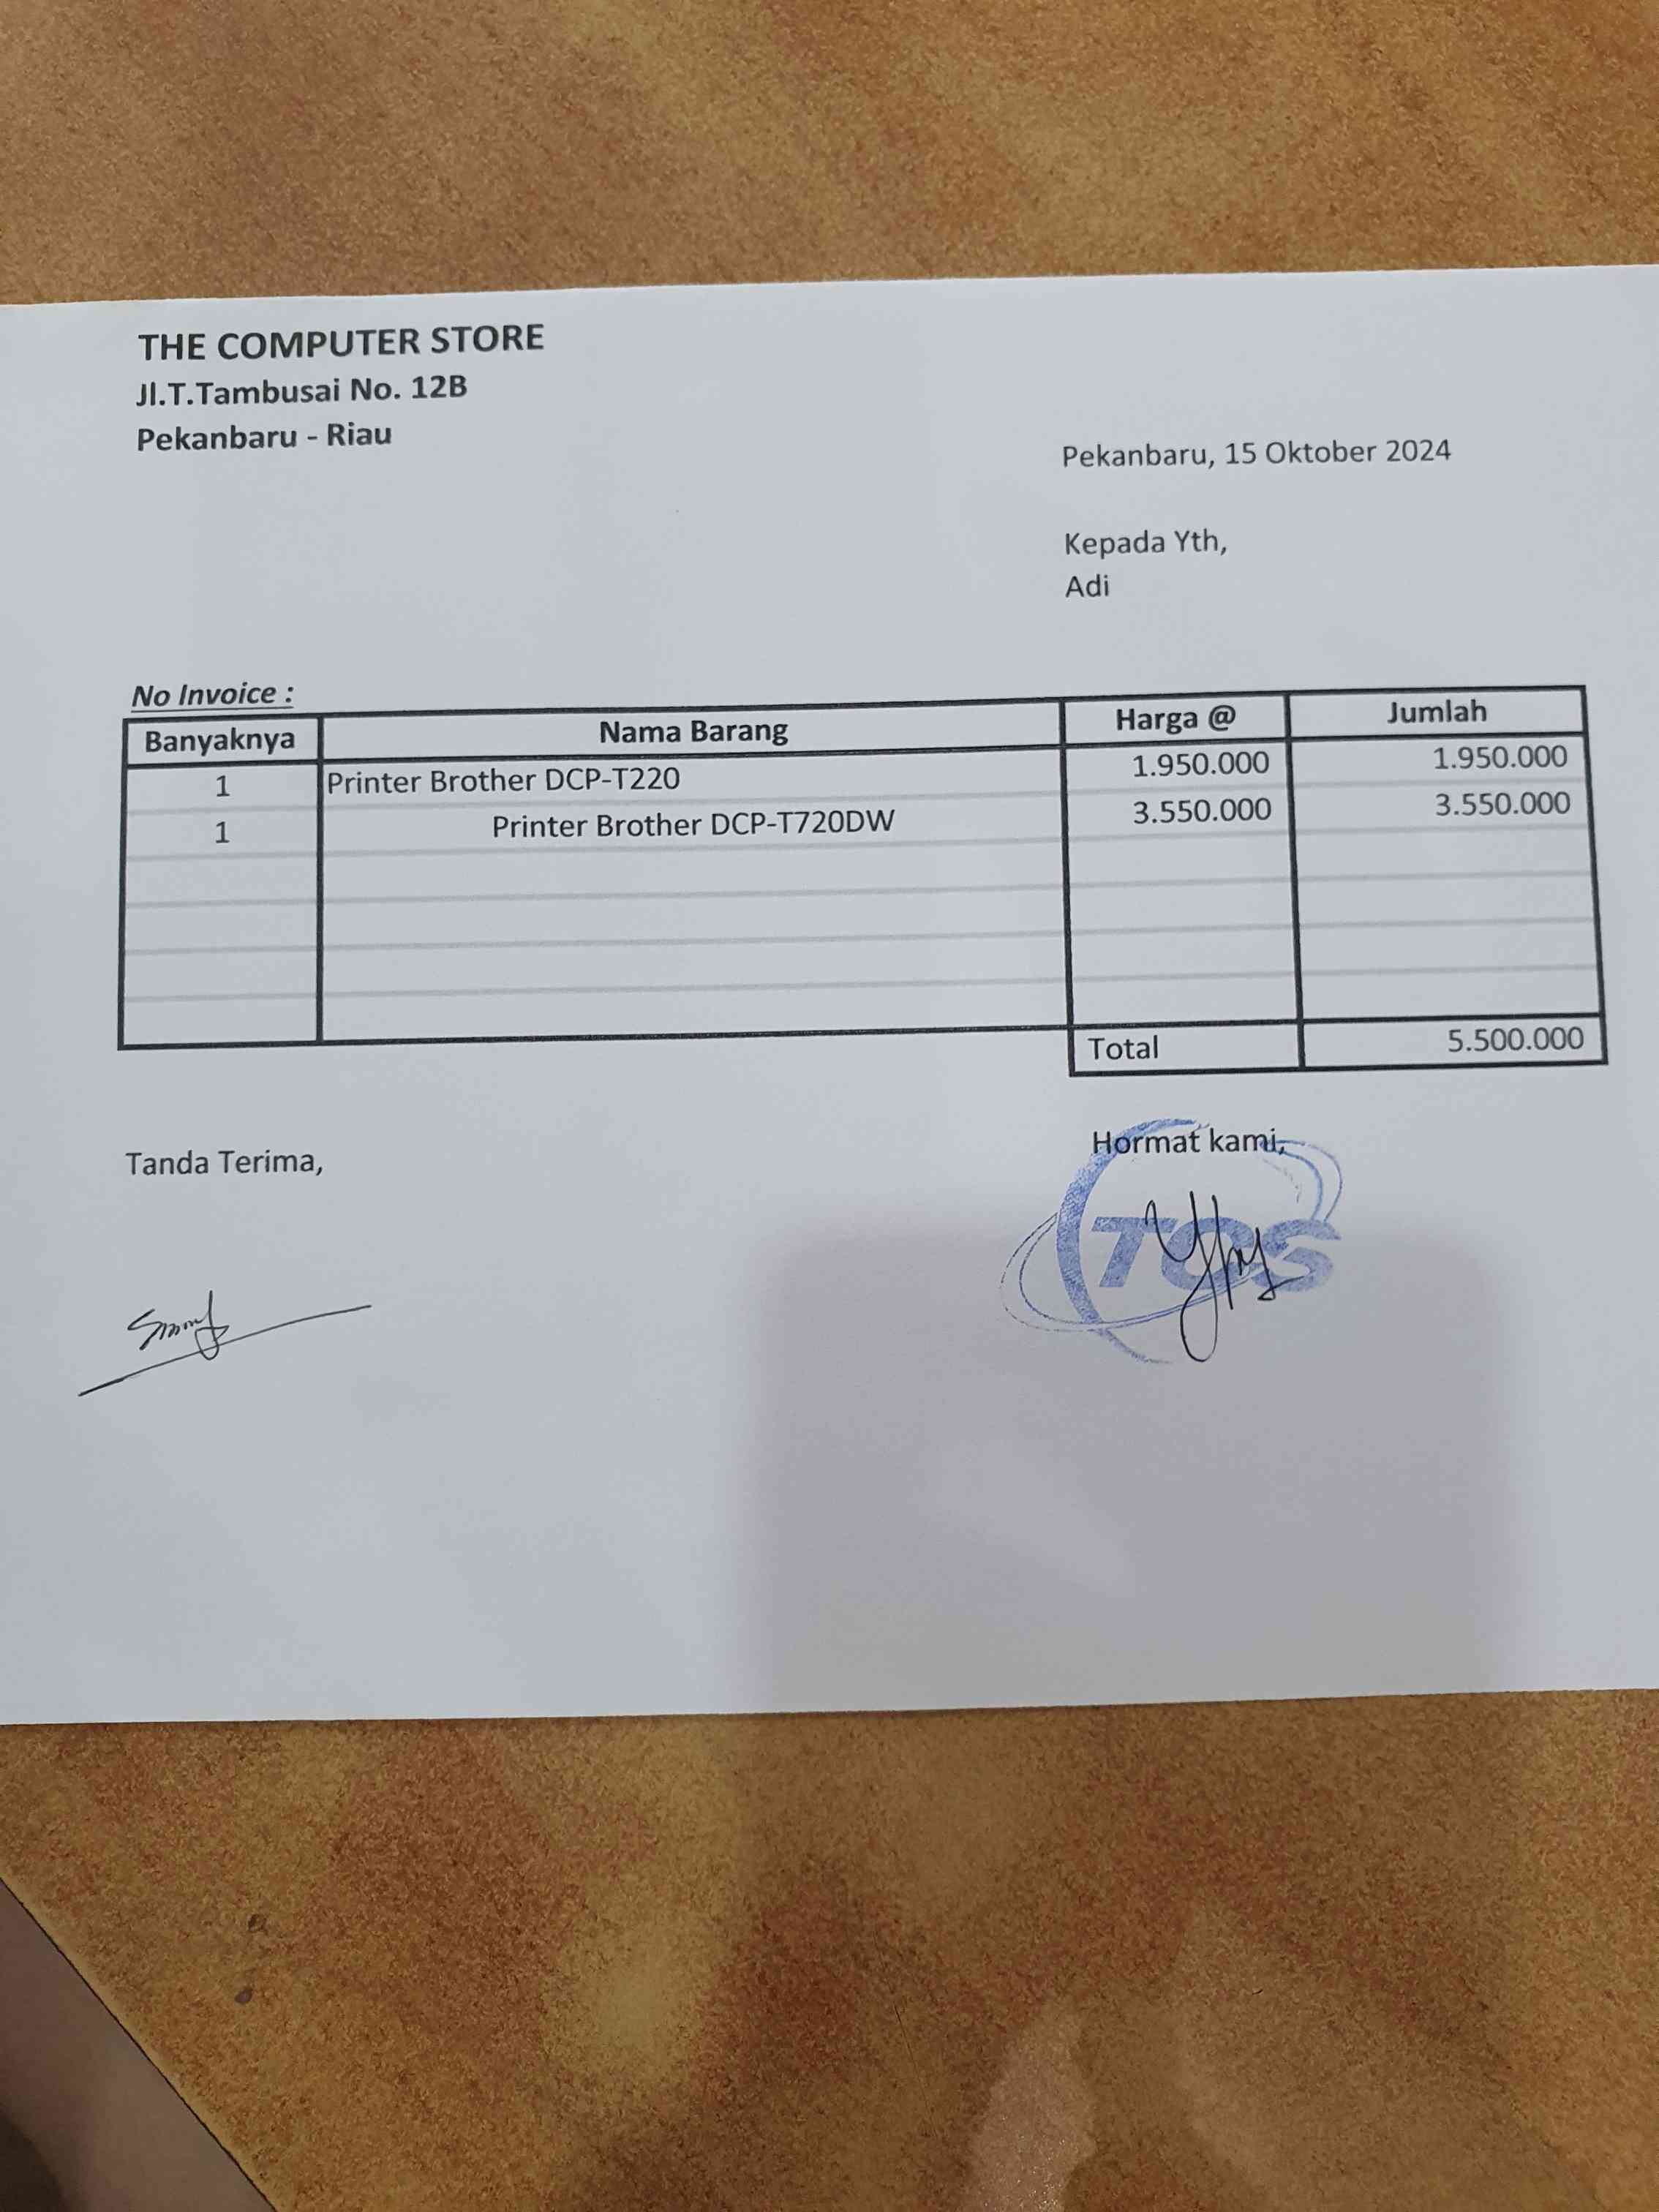 THE COMPUTER STORE
Jl.T.Tambusai No. 12B
Pekanbaru - Riau
Pekanbaru, 15 Oktober 2024
Kepada Yth,
Adi
No Invoice :
Banyaknya Nama Barang Harga @ Jumlah
1 Printer Brother DCP-T220 1.950.000 1.950.000
1 Printer Brother DCP-T720DW 3.550.000 3.550.000
Total 5.500.000
Tanda Terima, Hormat kami,
TCS